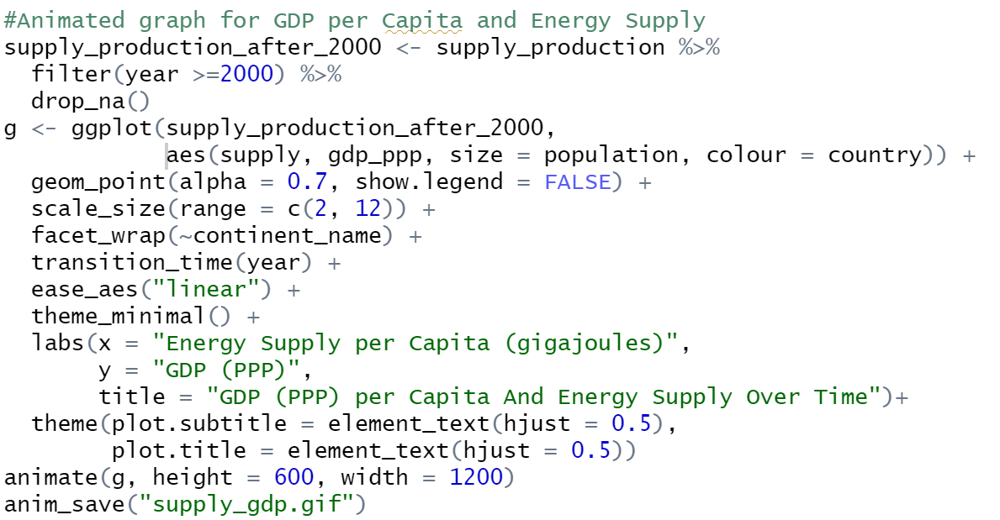 #Animated graph for GDP per Capita and Energy Supply
supply_production_after_2000 <- supply_production %>%
  filter(year >=2000) %>%
  drop_na()
g <- ggplot(supply_production_after_2000,
            aes(supply, gdp_ppp, size = population, colour = country)) +
  geom_point(alpha = 0.7, show.legend = FALSE) +
  scale_size(range = c(2, 12)) +
  facet_wrap(~continent_name) +
  transition_time(year) +
  ease_aes("linear") +
  theme_minimal() +
  labs(x = "Energy Supply per Capita (gigajoules)",
       y = "GDP (PPP)",
       title = "GDP (PPP) per Capita And Energy Supply Over Time")+
  theme(plot.subtitle = element_text(hjust = 0.5),
        plot.title = element_text(hjust = 0.5))
animate(g, height = 600, width = 1200)
anim_save("supply_gdp.gif")